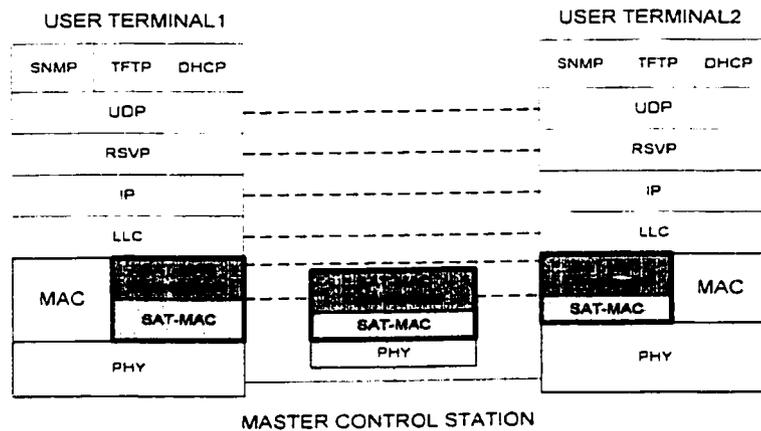 USER TERMINAL1
SNMP TFTP DHCP
UDP
RSVP
IP
LLC
MAC
SAT-MAC
PHY
SAT-MAC
PHY
MASTER CONTROL STATION
USER TERMINAL2
SNMP TFTP DHCP
UDP
RSVP
IP
LLC
MAC
SAT-MAC
PHY